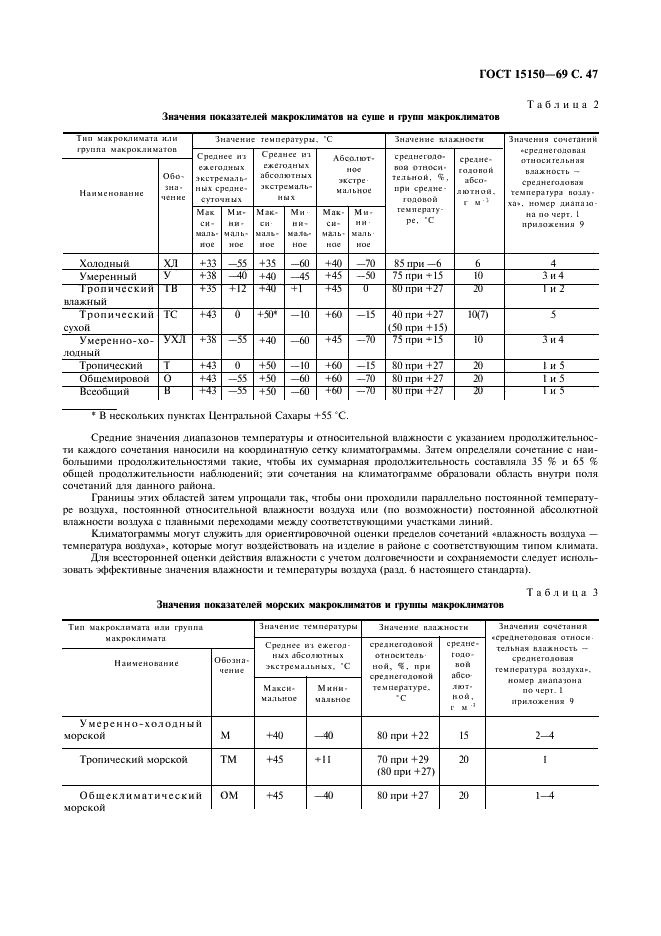 ГОСТ 15150—69 С. 47
Таблица 2
Значения показателей макроклиматов на суше и групп макроклиматов
Тип макроклимата или группа макроклиматов | Значение температуры, °С | Значение влажности | Значения сочетаний «среднегодовая относительная влажность — среднегодовая температура воздуха», номер диапазона по черт. 1 приложения 9
Наименование | Обозначение | Среднее из ежегодных экстремальных среднесуточных | Среднее из ежегодных абсолютных экстремальных | Абсолютное экстремальное | среднегодовой относительной, %, при среднегодовой температуре, °С | среднегодовой абсолютной, г·м⁻³
Максимальное | Минимальное | Максимальное | Минимальное | Максимальное | Минимальное
Холодный ХЛ +33 —55 +35 —60 +40 —70 85 при —6 6 4
Умеренный У +38 —40 +40 —45 +45 —50 75 при +15 10 3 и 4
Тропический влажный ТВ +35 +12 +40 +1 +45 0 80 при +27 20 1 и 2
Тропический сухой ТС +43 0 +50* —10 +60 —15 40 при +27 (50 при +15) 10(7) 5
Умеренно-холодный УХЛ +38 —55 +40 —60 +45 —70 75 при +15 10 3 и 4
Тропический Т +43 0 +50 —10 +60 —15 80 при +27 20 1 и 5
Общемировой О +43 —55 +50 —60 +60 —70 80 при +27 20 1 и 5
Всеобщий В +43 —55 +50 —60 +60 —70 80 при +27 20 1 и 5
* В нескольких пунктах Центральной Сахары +55 °С.
Средние значения диапазонов температуры и относительной влажности с указанием продолжительнос-
ти каждого сочетания наносили на координатную сетку климатограммы. Затем определяли сочетание с наи-
большими продолжительностями такие, чтобы их суммарная продолжительность составляла 35 % и 65 %
общей продолжительности наблюдений; эти сочетания на климатограмме образовали область внутри поля
сочетаний для данного района.
Границы этих областей затем упрощали так, чтобы они проходили параллельно постоянной температу-
ре воздуха, постоянной относительной влажности воздуха или (по возможности) постоянной абсолютной
влажности воздуха с плавными переходами между соответствующими участками линий.
Климатограммы могут служить для ориентировочной оценки пределов сочетаний «влажность воздуха —
температура воздуха», которые могут воздействовать на изделие в районе с соответствующим типом климата.
Для всесторонней оценки действия влажности с учетом долговечности и сохраняемости следует исполь-
зовать эффективные значения влажности и температуры воздуха (разд. 6 настоящего стандарта).
Таблица 3
Значения показателей морских макроклиматов и группы макроклиматов
Тип макроклимата или группа макроклимата | Значение температуры | Значение влажности | Значения сочетаний «среднегодовая относительная влажность — среднегодовая температура воздуха», номер диапазона по черт. 1 приложения 9
Наименование | Обозначение | Среднее из ежегодных абсолютных экстремальных, °С | среднегодовой относительной, %, при среднегодовой температуре, °С | среднегодовой абсолютной, г·м⁻³
Максимальное | Минимальное
Умеренно-холодный морской М +40 —40 80 при +22 15 2—4
Тропический морской ТМ +45 +11 70 при +29 (80 при +27) 20 1
Общеклиматический морской ОМ +45 —40 80 при +27 20 1—4